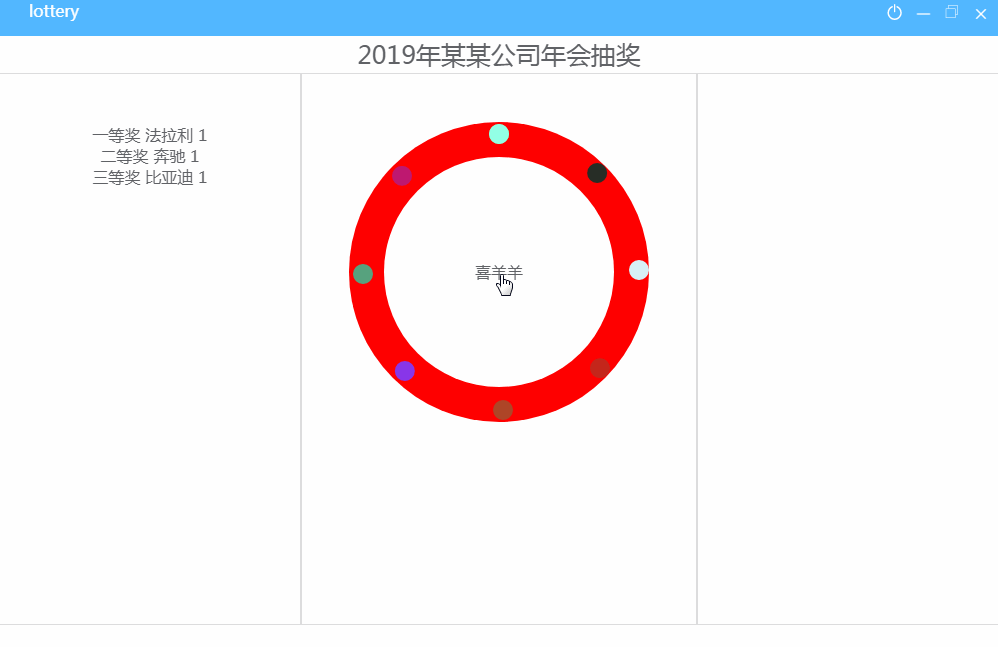 lottery
2019年某某公司年会抽奖
一等奖 法拉利 1
二等奖 奔驰 1
三等奖 比亚迪 1
喜羊羊